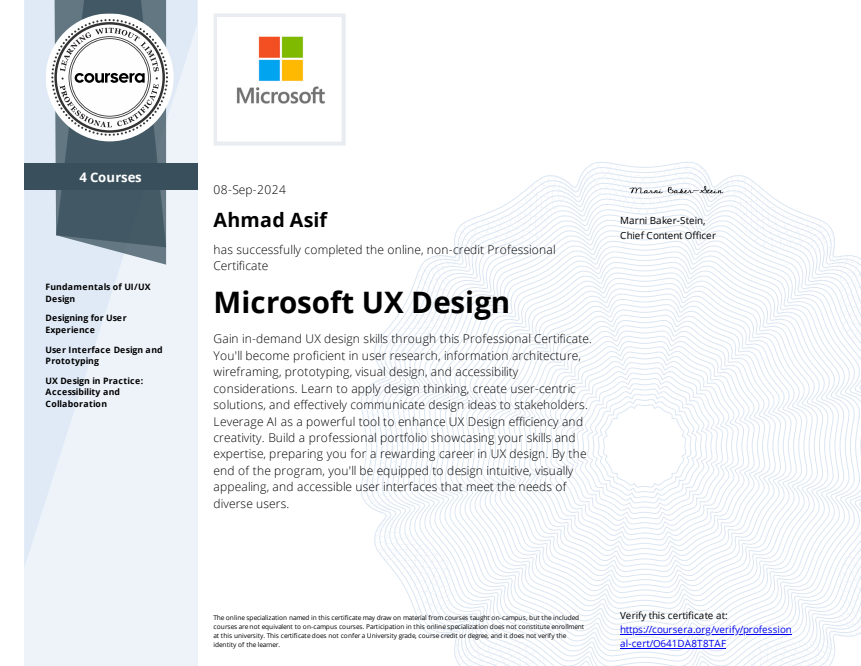 LEARNING WITHOUT LIMITS
coursera
PROFESSIONAL CERTIFICATE
4 Courses
Fundamentals of UI/UX
Design
Designing for User
Experience
User Interface Design and
Prototyping
UX Design in Practice:
Accessibility and
Collaboration
Microsoft
08-Sep-2024
Ahmad Asif
has successfully completed the online, non-credit Professional
Certificate
Microsoft UX Design
Gain in-demand UX design skills through this Professional Certificate.
You'll become proficient in user research, information architecture,
wireframing, prototyping, visual design, and accessibility
considerations. Learn to apply design thinking, create user-centric
solutions, and effectively communicate design ideas to stakeholders.
Leverage AI as a powerful tool to enhance UX Design efficiency and
creativity. Build a professional portfolio showcasing your skills and
expertise, preparing you for a rewarding career in UX design. By the
end of the program, you'll be equipped to design intuitive, visually
appealing, and accessible user interfaces that meet the needs of
diverse users.
Marni Baker-Stein
Marni Baker-Stein,
Chief Content Officer
The online specialization named in this certificate may draw on material from courses taught on-campus, but the included
courses are not equivalent to on-campus courses. Participation in this online specialization does not constitute enrollment
at this university. This certificate does not confer a University grade, course credit or degree, and it does not verify the
identity of the learner.
Verify this certificate at:
https://coursera.org/verify/profession
al-cert/O641DA8T8TAF